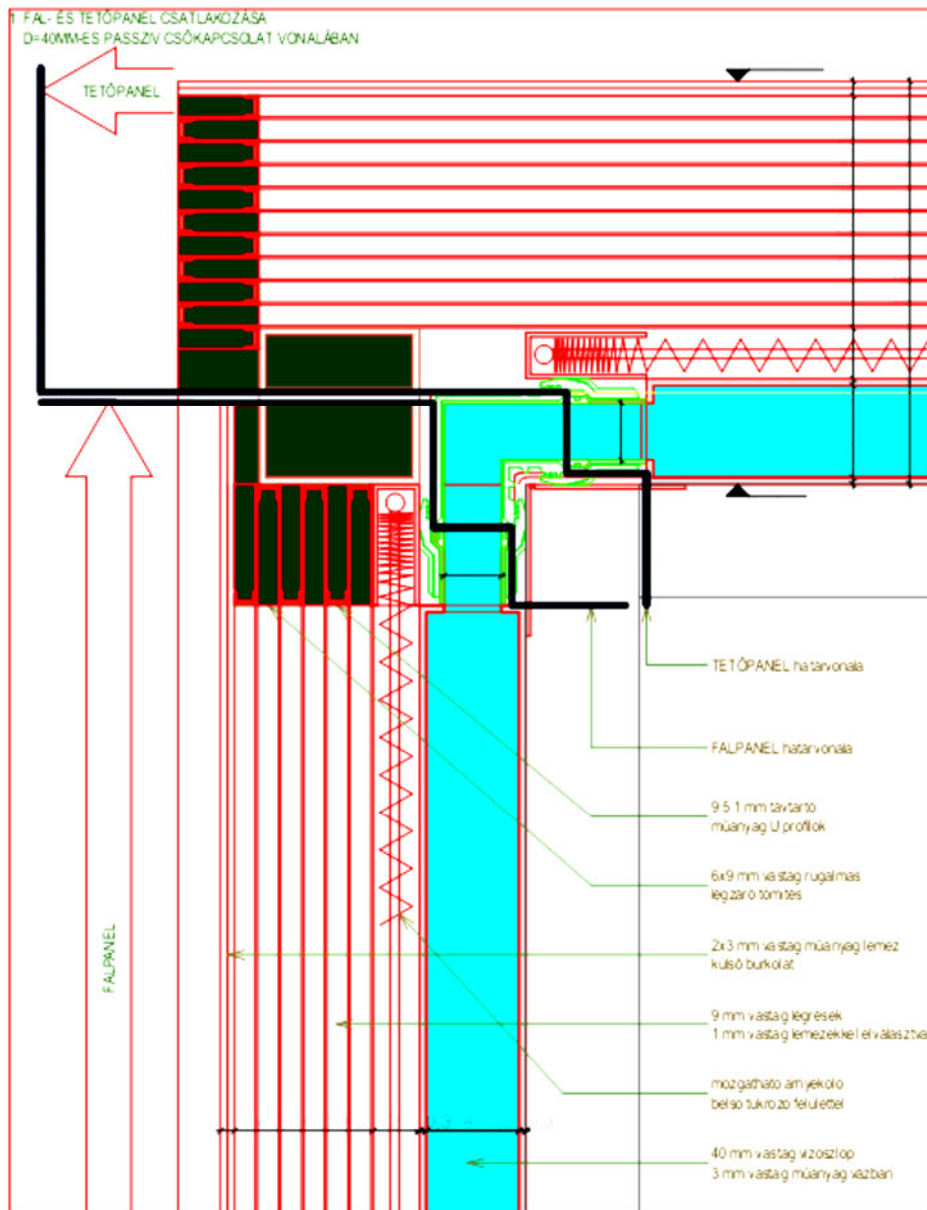 1 FAL- ÉS TETŐPANEL CSATLAKOZÁSA
D=40MM-ES PASSZIV CSŐKAPCSOLAT VONALÁBAN
TETŐPANEL
TETŐPANEL határvonala
FALPANEL határvonala
9.5.1 mm távtartó
műanyag U profilok
6x9 mm vastag rugalmas
légzáró tömítés
FALPANEL
2x3 mm vastag műanyag lemez
külső burkolat
9 mm vastag légrések
1 mm vastag lemezekkel elválasztva
mozgatható árnyékoló
belső tükröző felülettel
40 mm vastag vízoszlop
3 mm vastag műanyag vázban